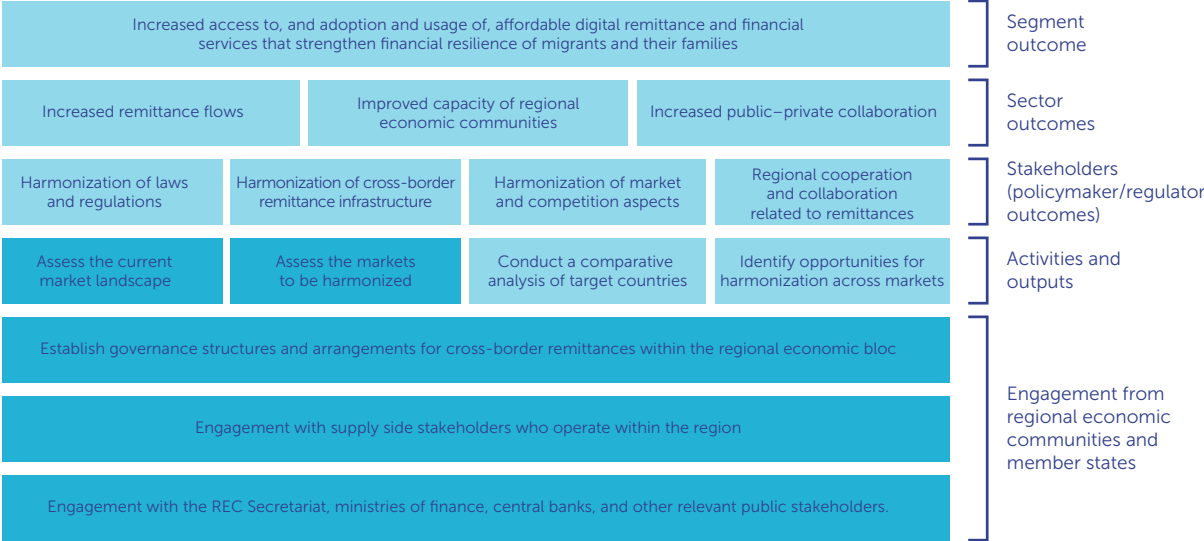 Increased access to, and adoption and usage of, affordable digital remittance and financial
services that strengthen financial resilience of migrants and their families
Segment
outcome
Increased remittance flows
Improved capacity of regional
economic communities
Increased public–private collaboration
Sector
outcomes
Harmonization of laws
and regulations
Harmonization of cross-border
remittance infrastructure
Harmonization of market
and competition aspects
Regional cooperation
and collaboration
related to remittances
Stakeholders
(policymaker/regulator
outcomes)
Assess the current
market landscape
Assess the markets
to be harmonized
Conduct a comparative
analysis of target countries
Identify opportunities for
harmonization across markets
Activities and
outputs
Establish governance structures and arrangements for cross-border remittances within the regional economic bloc
Engagement with supply side stakeholders who operate within the region
Engagement with the REC Secretariat, ministries of finance, central banks, and other relevant public stakeholders.
Engagement from
regional economic
communities and
member states